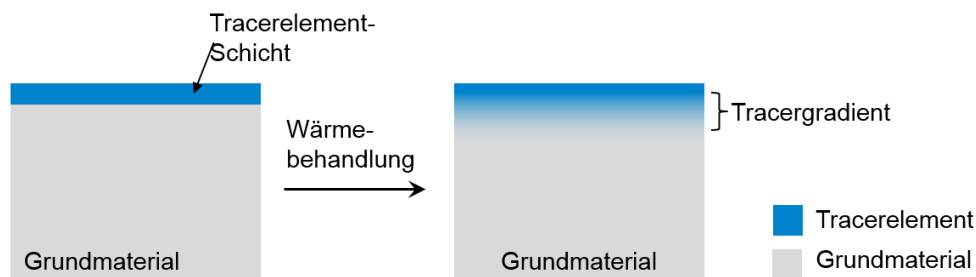 Tracerelement-
Schicht
Wärme-
behandlung
Tracergradient
Grundmaterial
Grundmaterial
Tracerelement
Grundmaterial